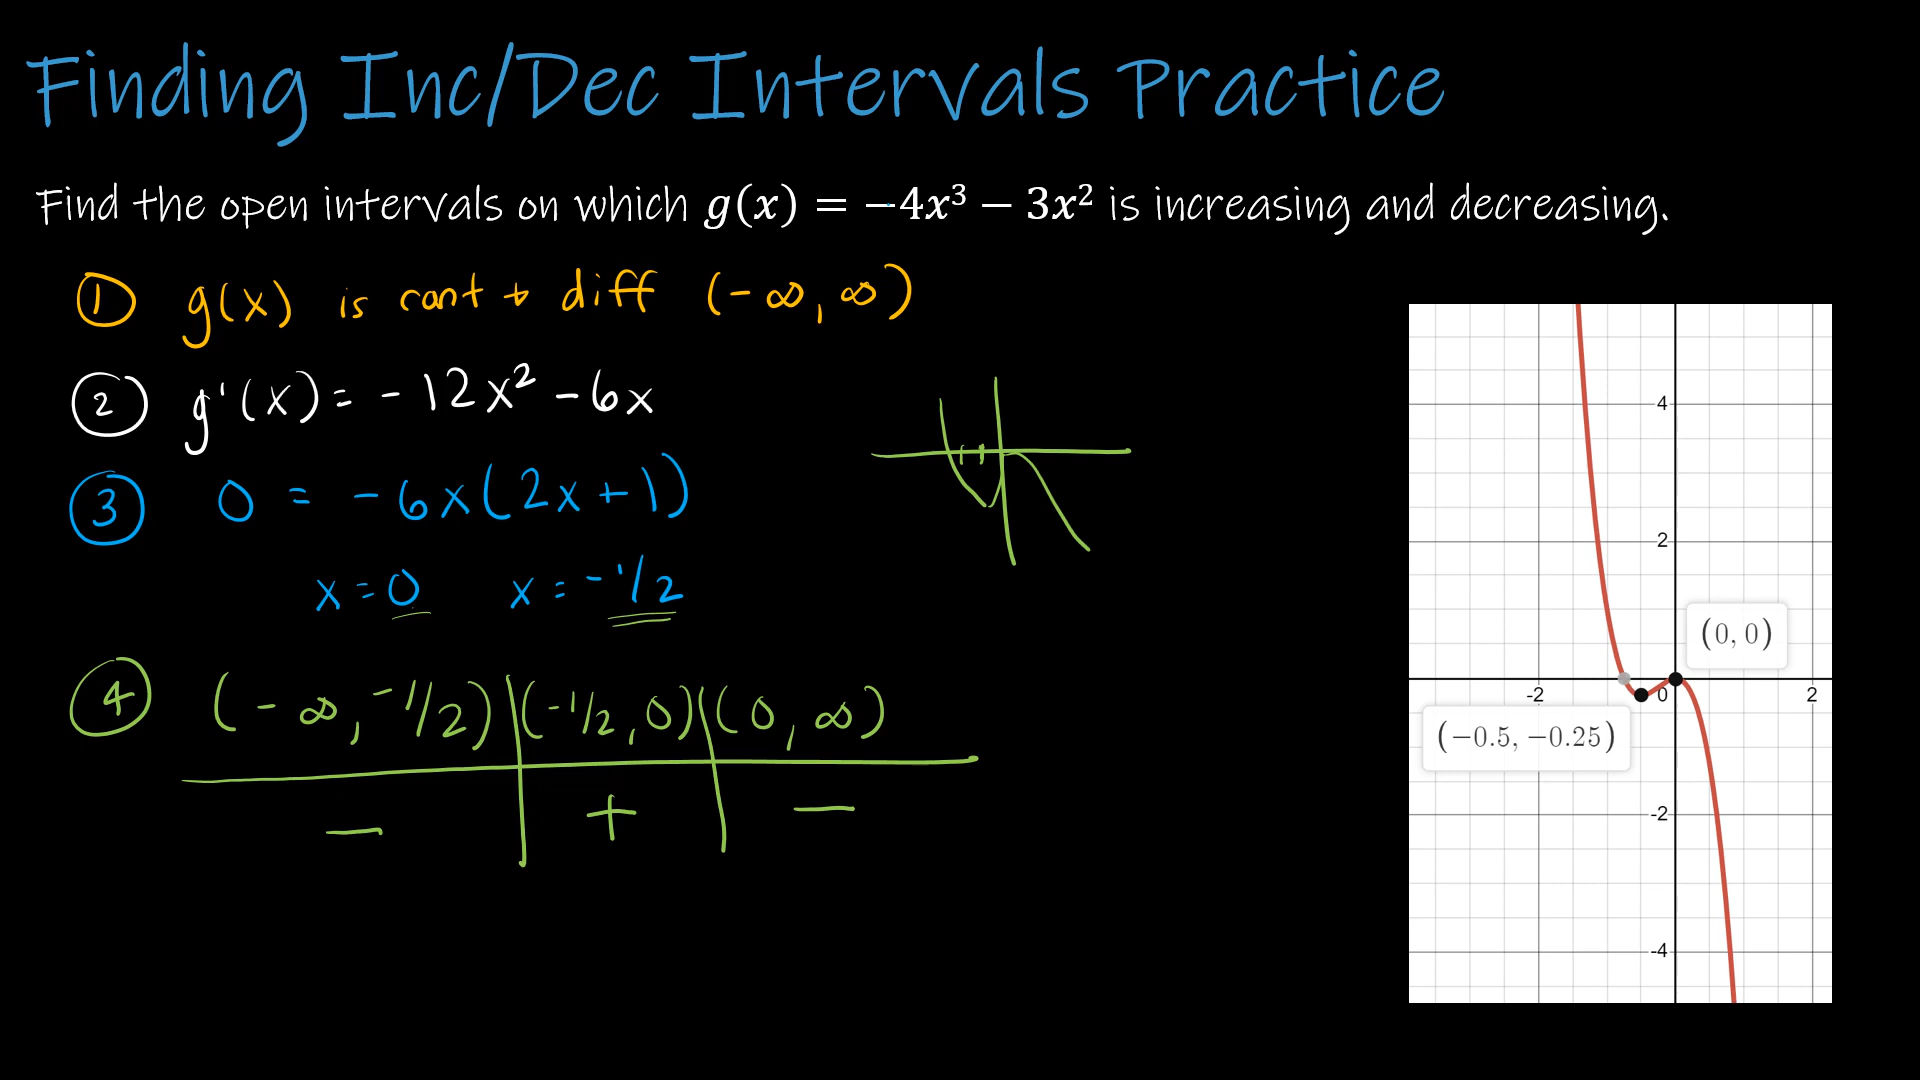 Finding Inc/Dec Intervals Practice
Find the open intervals on which g(x) = −4x³ − 3x² is increasing and decreasing.
① g(x) is cont + diff (-∞, ∞)
② g'(x) = -12x² - 6x
③ 0 = -6x(2x+1)
x = 0 x = -1/2
④ (-∞, -1/2) (-1/2, 0) (0, ∞)
- + -
4
2
(0, 0)
-2 0 2
(−0.5, −0.25)
-2
-4